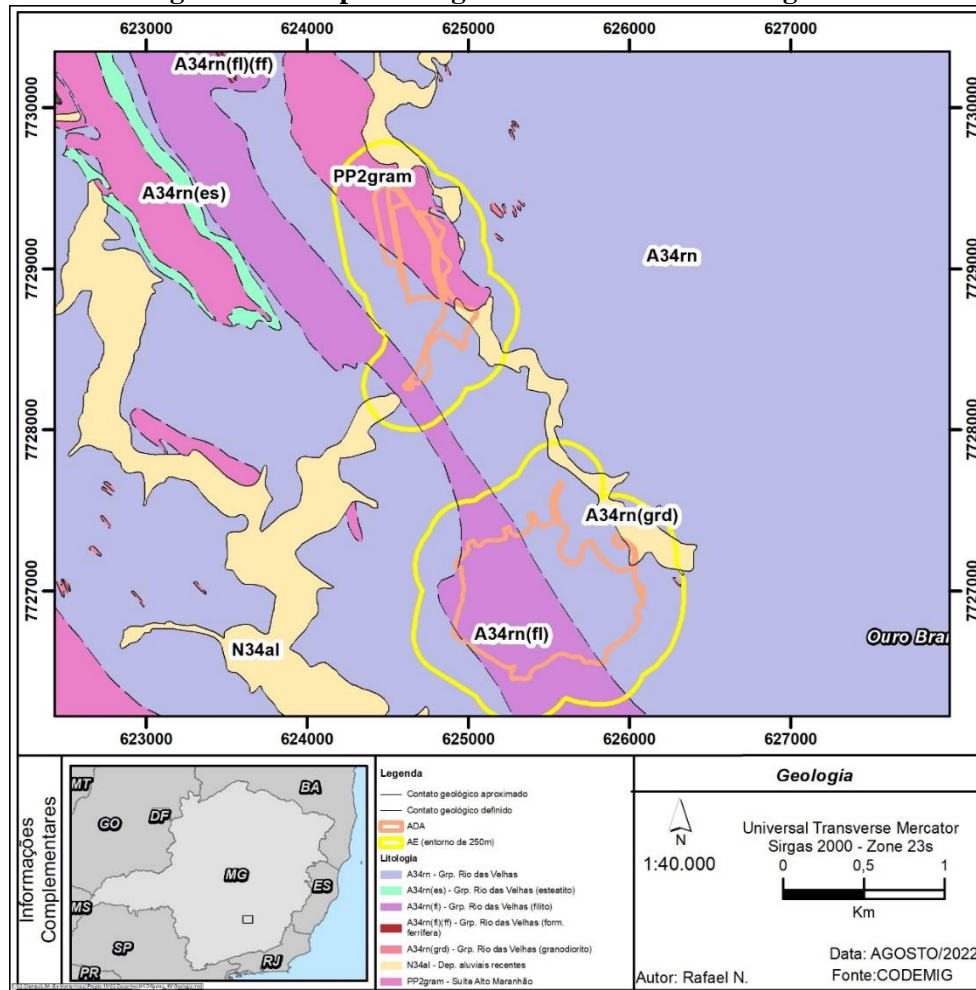 623000 624000 625000 626000 627000
A34rn(fl)(ff)
7730000 7730000
PP2gram
A34rn(es)
A34rn
7729000 7729000
7728000 7728000
A34rn(grd)
7727000 7727000
A34rn(fl)
Ouro Bran
N34al
623000 624000 625000 626000 627000
Informações
Complementares
MT
BA
GO
DF
MG
ES
MS
SP
RJ
PR
Legenda
Contato geológico aproximado
Contato geológico definido
ADA
AE (entorno de 250m)
Litologia
A34rn - Grp. Rio das Velhas
A34rn(es) - Grp. Rio das Velhas (esteatito)
A34rn(fl) - Grp. Rio das Velhas (filito)
A34rn(fl)(ff) - Grp. Rio das Velhas (form.
ferrífera)
A34rn(grd) - Grp. Rio das Velhas (granodiorito)
N34al - Dep. aluviais recentes
PP2gram - Suite Alto Maranhão
Geologia
N
1:40.000
Universal Transverse Mercator
Sirgas 2000 - Zone 23s
0 0,5 1
Km
Data: AGOSTO/2022
Autor: Rafael N. Fonte:CODEMIG